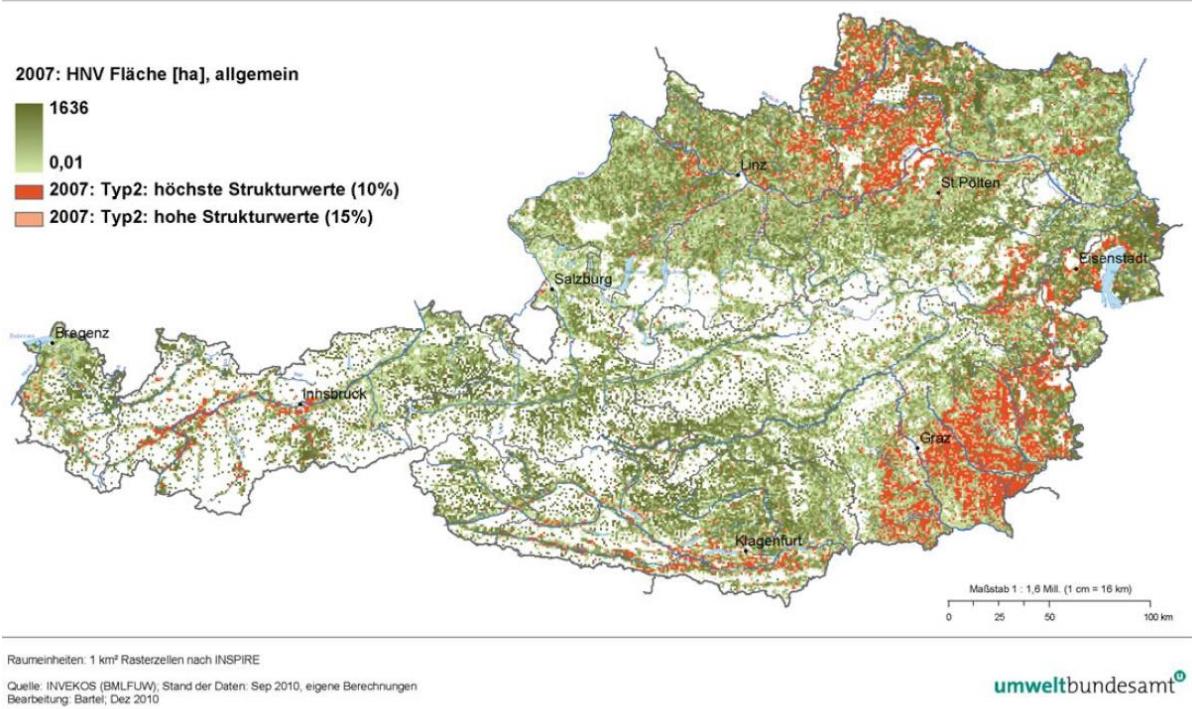 2007: HNV Fläche [ha], allgemein
1636
0,01
2007: Typ2: höchste Strukturwerte (10%)
2007: Typ2: hohe Strukturwerte (15%)
Linz
St.Pölten
Eisenstadt
Salzburg
Bregenz
Innsbruck
Graz
Klagenfurt
Maßstab 1 : 1,6 Mill. (1 cm = 16 km)
0 25 50 100 km
Raumeinheiten: 1 km² Rasterzellen nach INSPIRE
Quelle: INVEKOS (BMLFUW); Stand der Daten: Sep 2010, eigene Berechnungen
Bearbeitung: Bartel; Dez 2010
umweltbundesamt